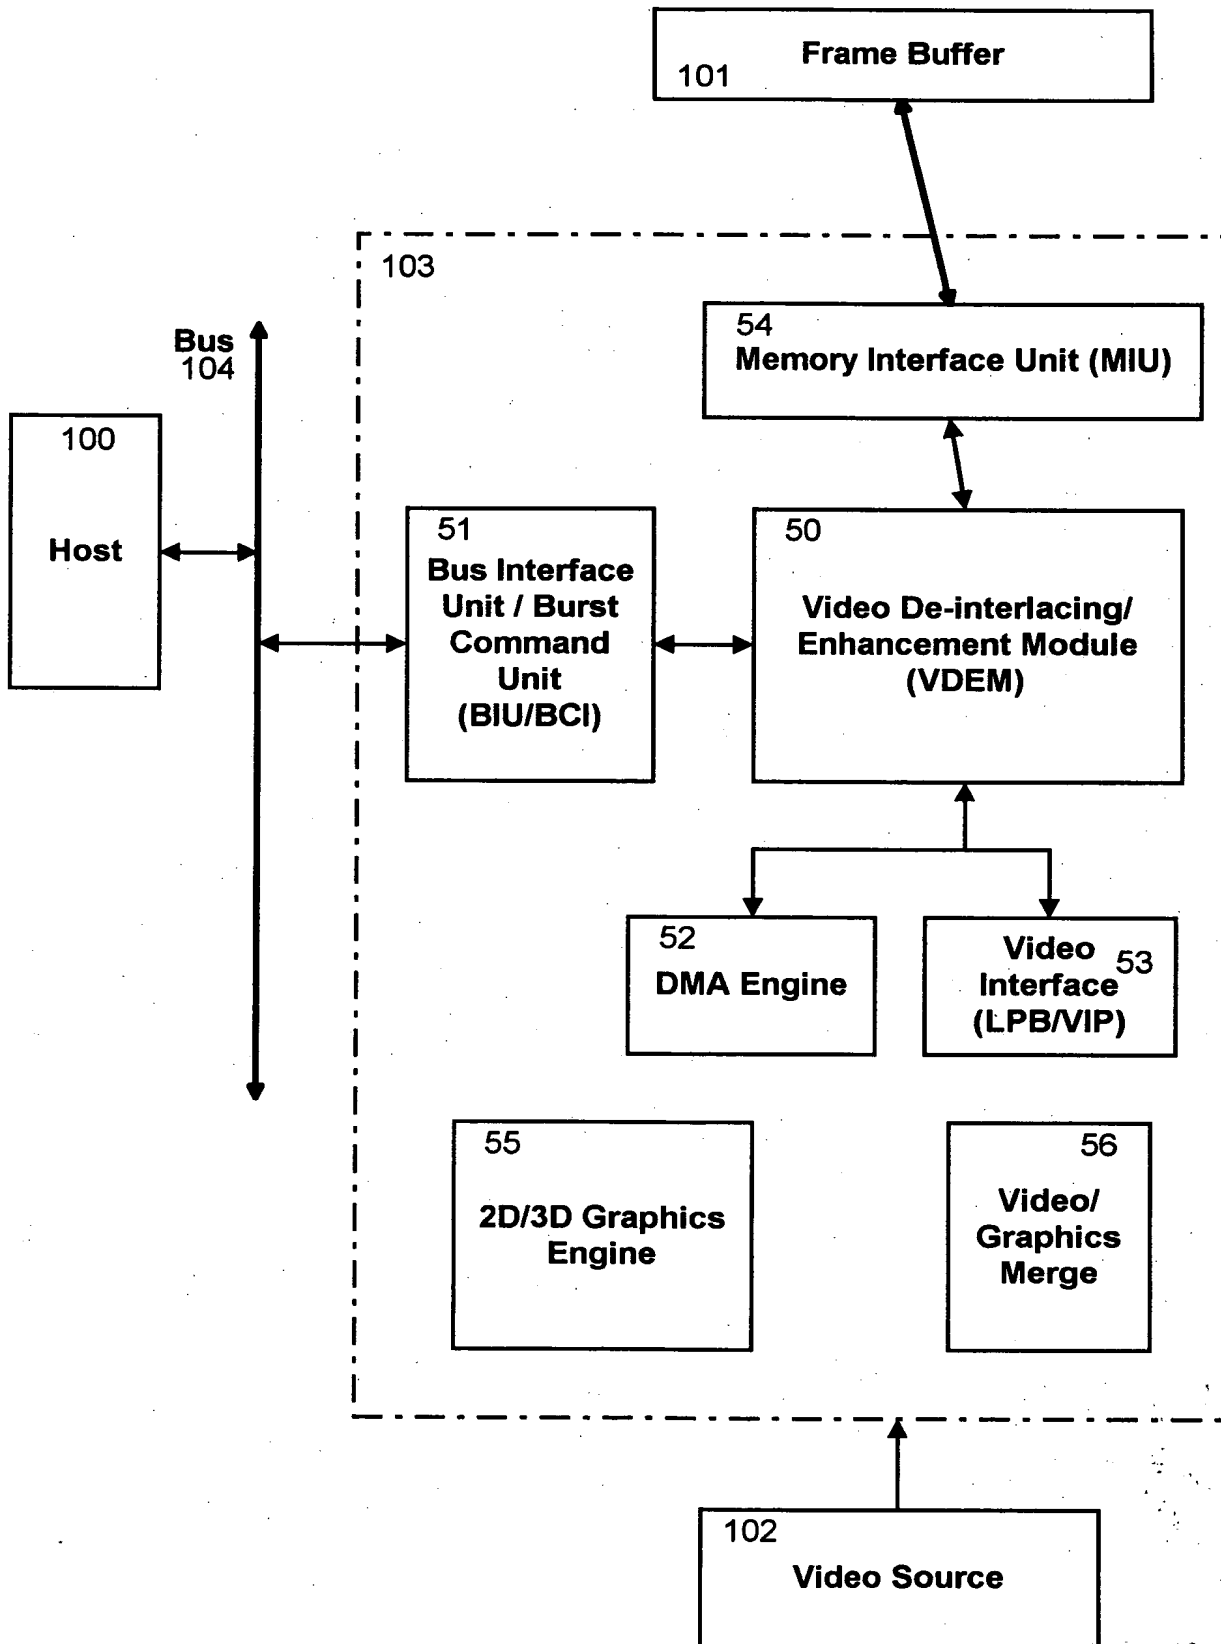 Frame Buffer
101
103
54
Memory Interface Unit (MIU)
Bus
104
100
Host
51
Bus Interface
Unit / Burst
Command
Unit
(BIU/BCI)
50
Video De-interlacing/
Enhancement Module
(VDEM)
52
DMA Engine
Video
53
Interface
(LPB/VIP)
55
2D/3D Graphics
Engine
56
Video/
Graphics
Merge
102
Video Source